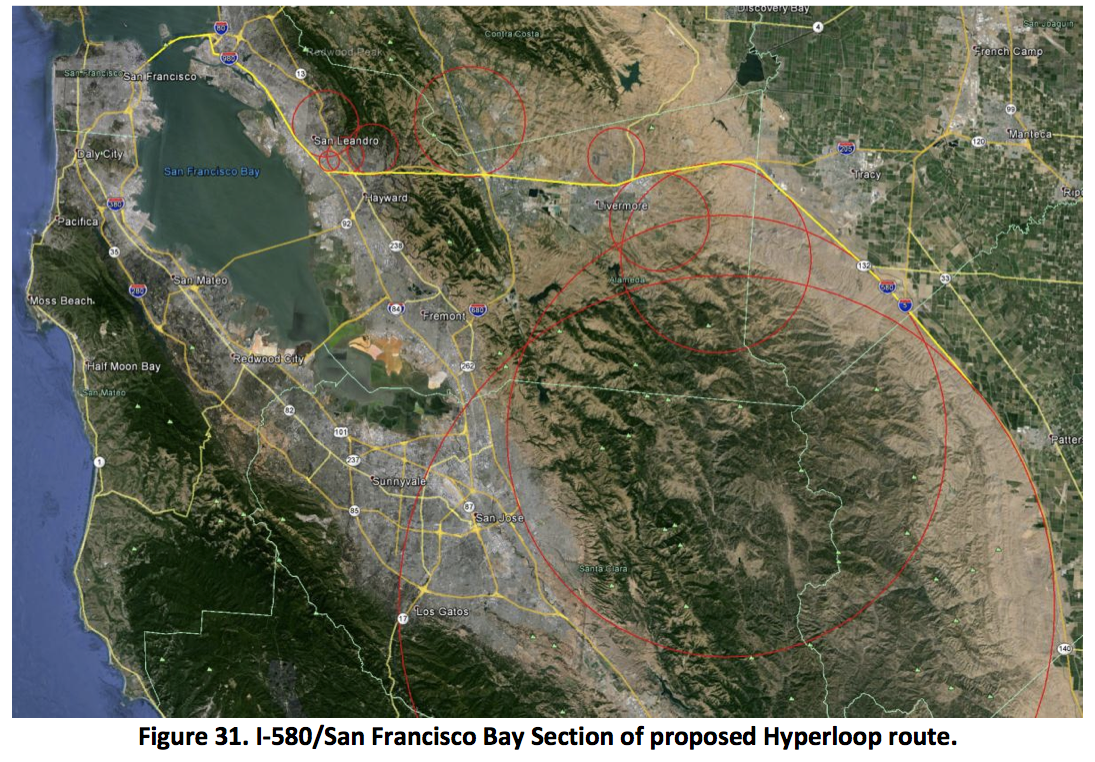 Discovery Bay
4
San Joaquin
80
Contra Costa
Redwood Peak
French Camp
580
San Francisco
San Francisco
13
99
San Leandro
Manteca
120
205
Daly City
San Francisco Bay
Tracy
Hayward
Livermore
Rip
380
Pacifica
92
35
238
132
San Mateo
Alameda
33
280
580
Moss Beach
84
680
5
Fremont
Redwood City
262
Half Moon Bay
San Mateo
82
101
Patter
237
1
Sunnyvale
85
87
San Jose
Santa Clara
Los Gatos
17
140
Figure 31. I-580/San Francisco Bay Section of proposed Hyperloop route.